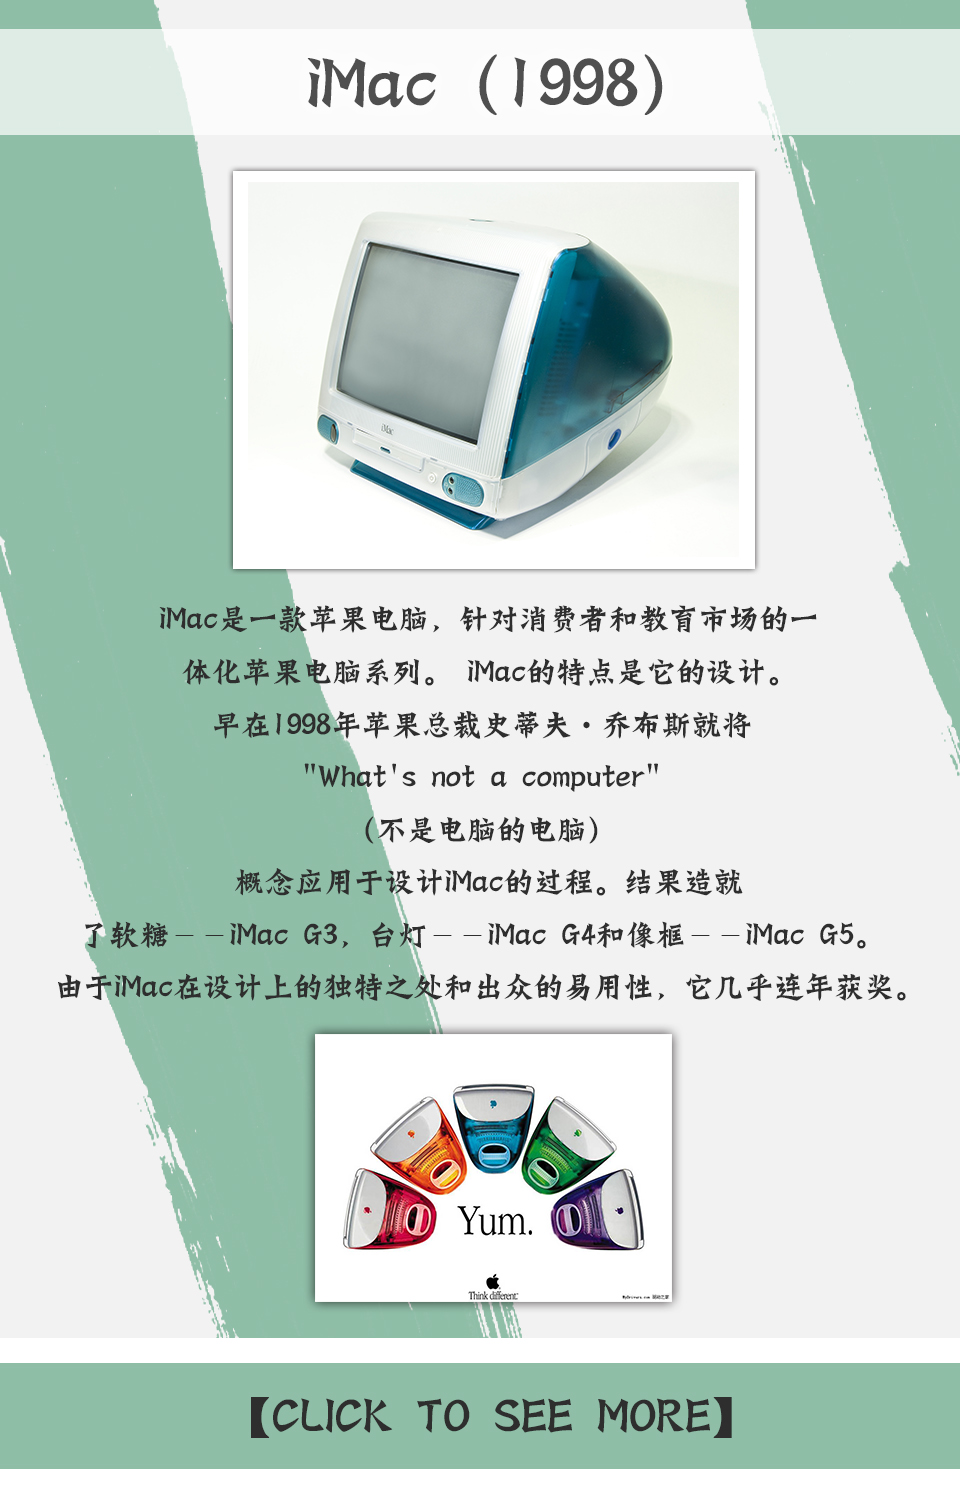 iMac（1998）
iMac
iMac是一款苹果电脑，针对消费者和教育市场的一
体化苹果电脑系列。 iMac的特点是它的设计。
早在1998年苹果总裁史蒂夫·乔布斯就将
"What's not a computer"
（不是电脑的电脑）
概念应用于设计iMac的过程。结果造就
了软糖——iMac G3，台灯——iMac G4和像框——iMac G5。
由于iMac在设计上的独特之处和出众的易用性，它几乎连年获奖。
Yum.
Think different.
MyDrivers.com 驱动之家
【CLICK TO SEE MORE】